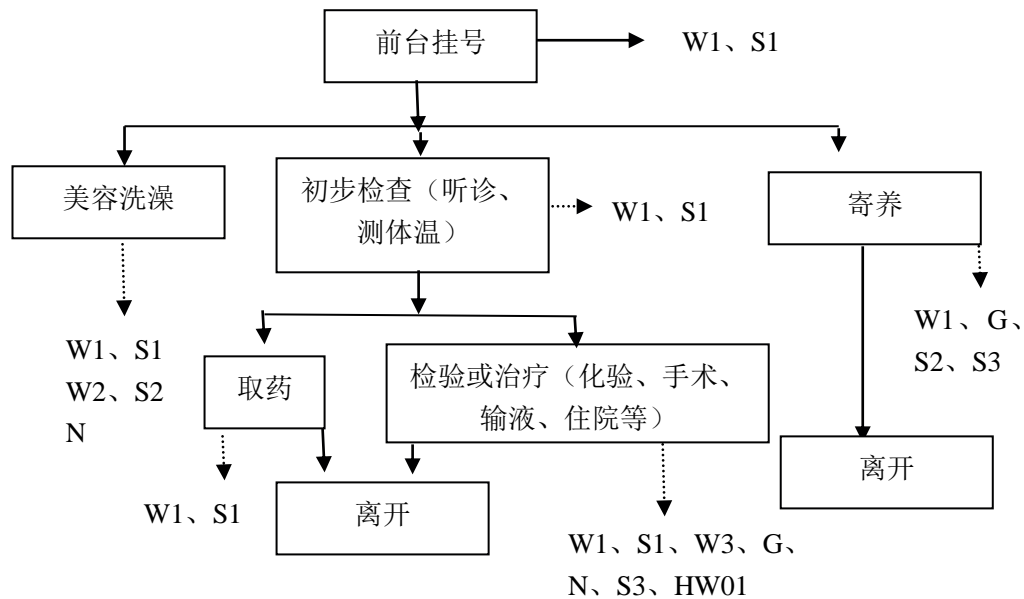 前台挂号
W1、S1
美容洗澡
初步检查（听诊、
测体温）
W1、S1
寄养
W1、S1
W2、S2
N
取药
检验或治疗（化验、手术、
输液、住院等）
W1、G、
S2、S3
W1、S1
离开
离开
W1、S1、W3、G、
N、S3、HW01